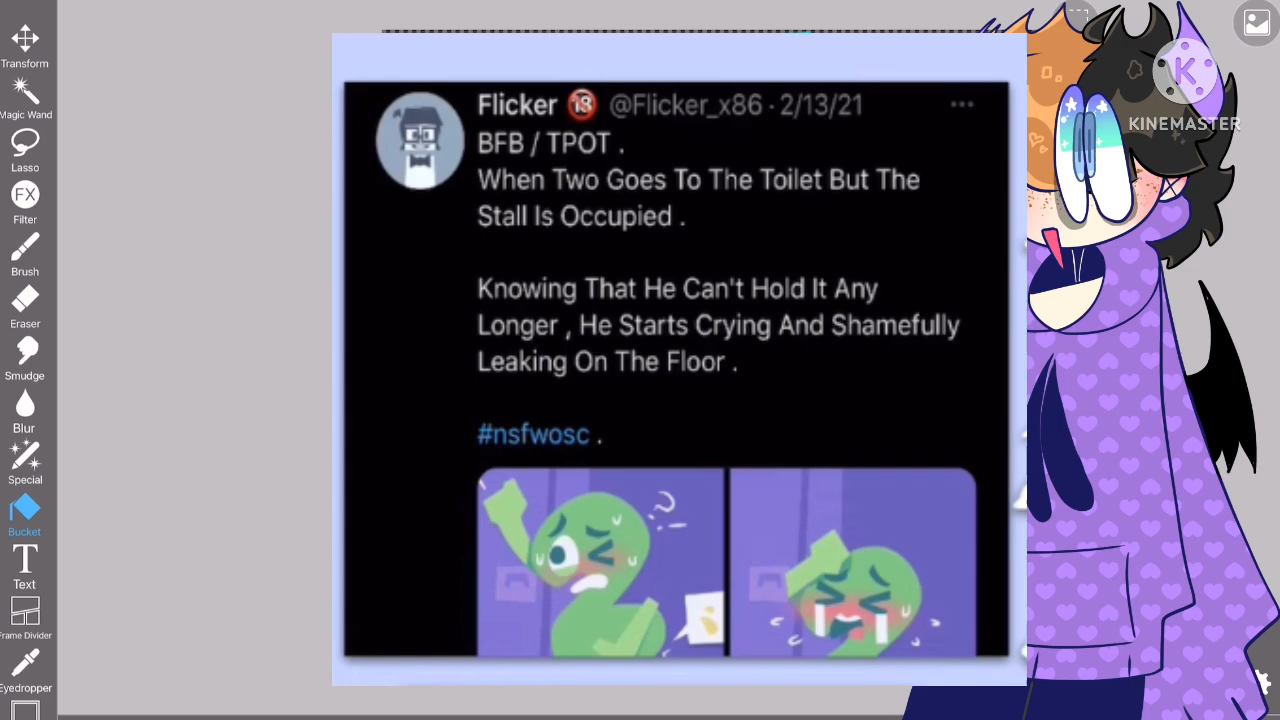 Transform
Magic Wand
Lasso
FX
Filter
Brush
Eraser
Smudge
Blur
Special
Bucket
T
Text
Frame Divider
Eyedropper
Flicker 🔞 @Flicker_x86 · 2/13/21 ···
BFB / TPOT .
When Two Goes To The Toilet But The
Stall Is Occupied .
Knowing That He Can't Hold It Any
Longer , He Starts Crying And Shamefully
Leaking On The Floor .
#nsfwosc .
?
K
KINEMASTER